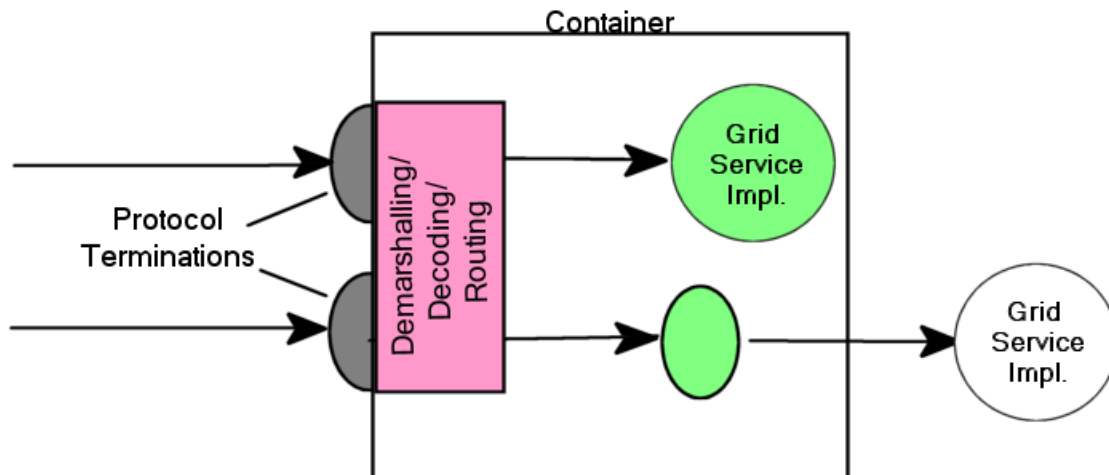 Container
Grid
Service
Impl.
Protocol
Terminations
Demarshalling/
Decoding/
Routing
Grid
Service
Impl.